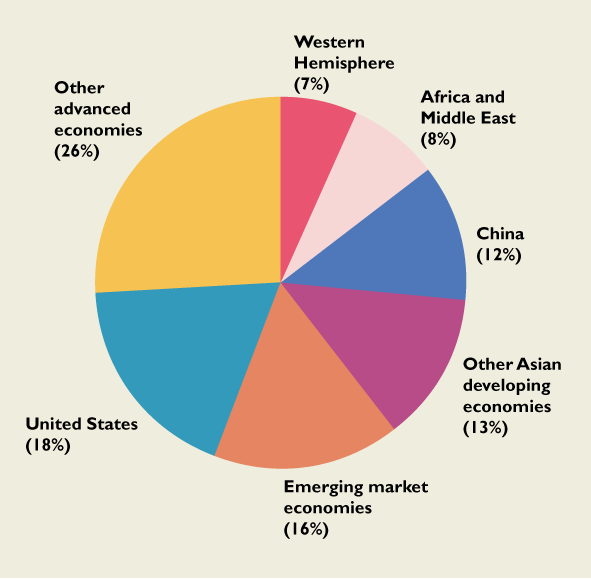 Western
Hemisphere
(7%)
Africa and
Middle East
(8%)
China
(12%)
Other Asian
developing
economies
(13%)
Emerging market
economies
(16%)
United States
(18%)
Other
advanced
economies
(26%)